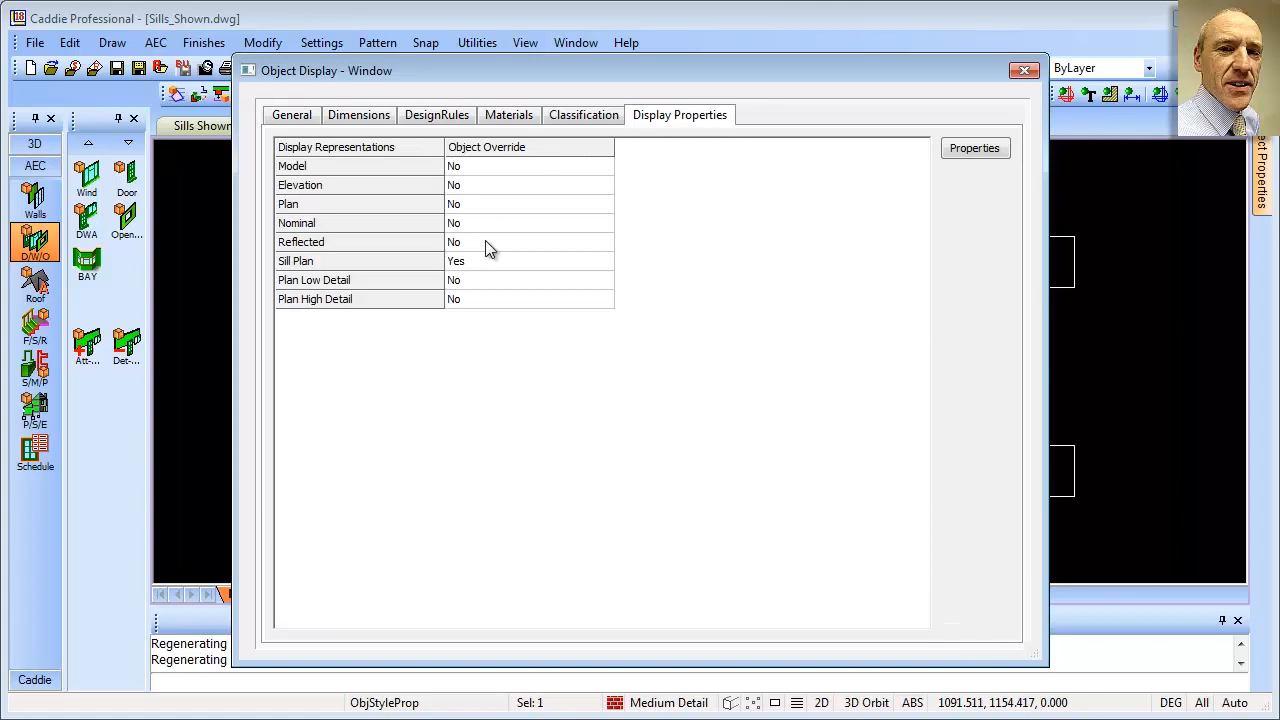 Caddie Professional - [Sills_Shown.dwg]
File Edit Draw AEC Finishes Modify Settings Pattern Snap Utilities View Window Help
Object Display - Window
ByLayer
General Dimensions DesignRules Materials Classification Display Properties
Sills Shown
3D
AEC
Walls
D/W/O
Roof
F/S/R
S/M/P
P/S/E
Schedule
Caddie
Wind Door
DWA Open...
BAY
Att-... Det-...
Display Representations Object Override
Model No
Elevation No
Plan No
Nominal No
Reflected No
Sill Plan Yes
Plan Low Detail No
Plan High Detail No
Properties
ct Properties
Regenerating
Regenerating
ObjStyleProp Sel: 1 Medium Detail 2D 3D Orbit ABS 1091.511, 1154.417, 0.000 DEG All Auto